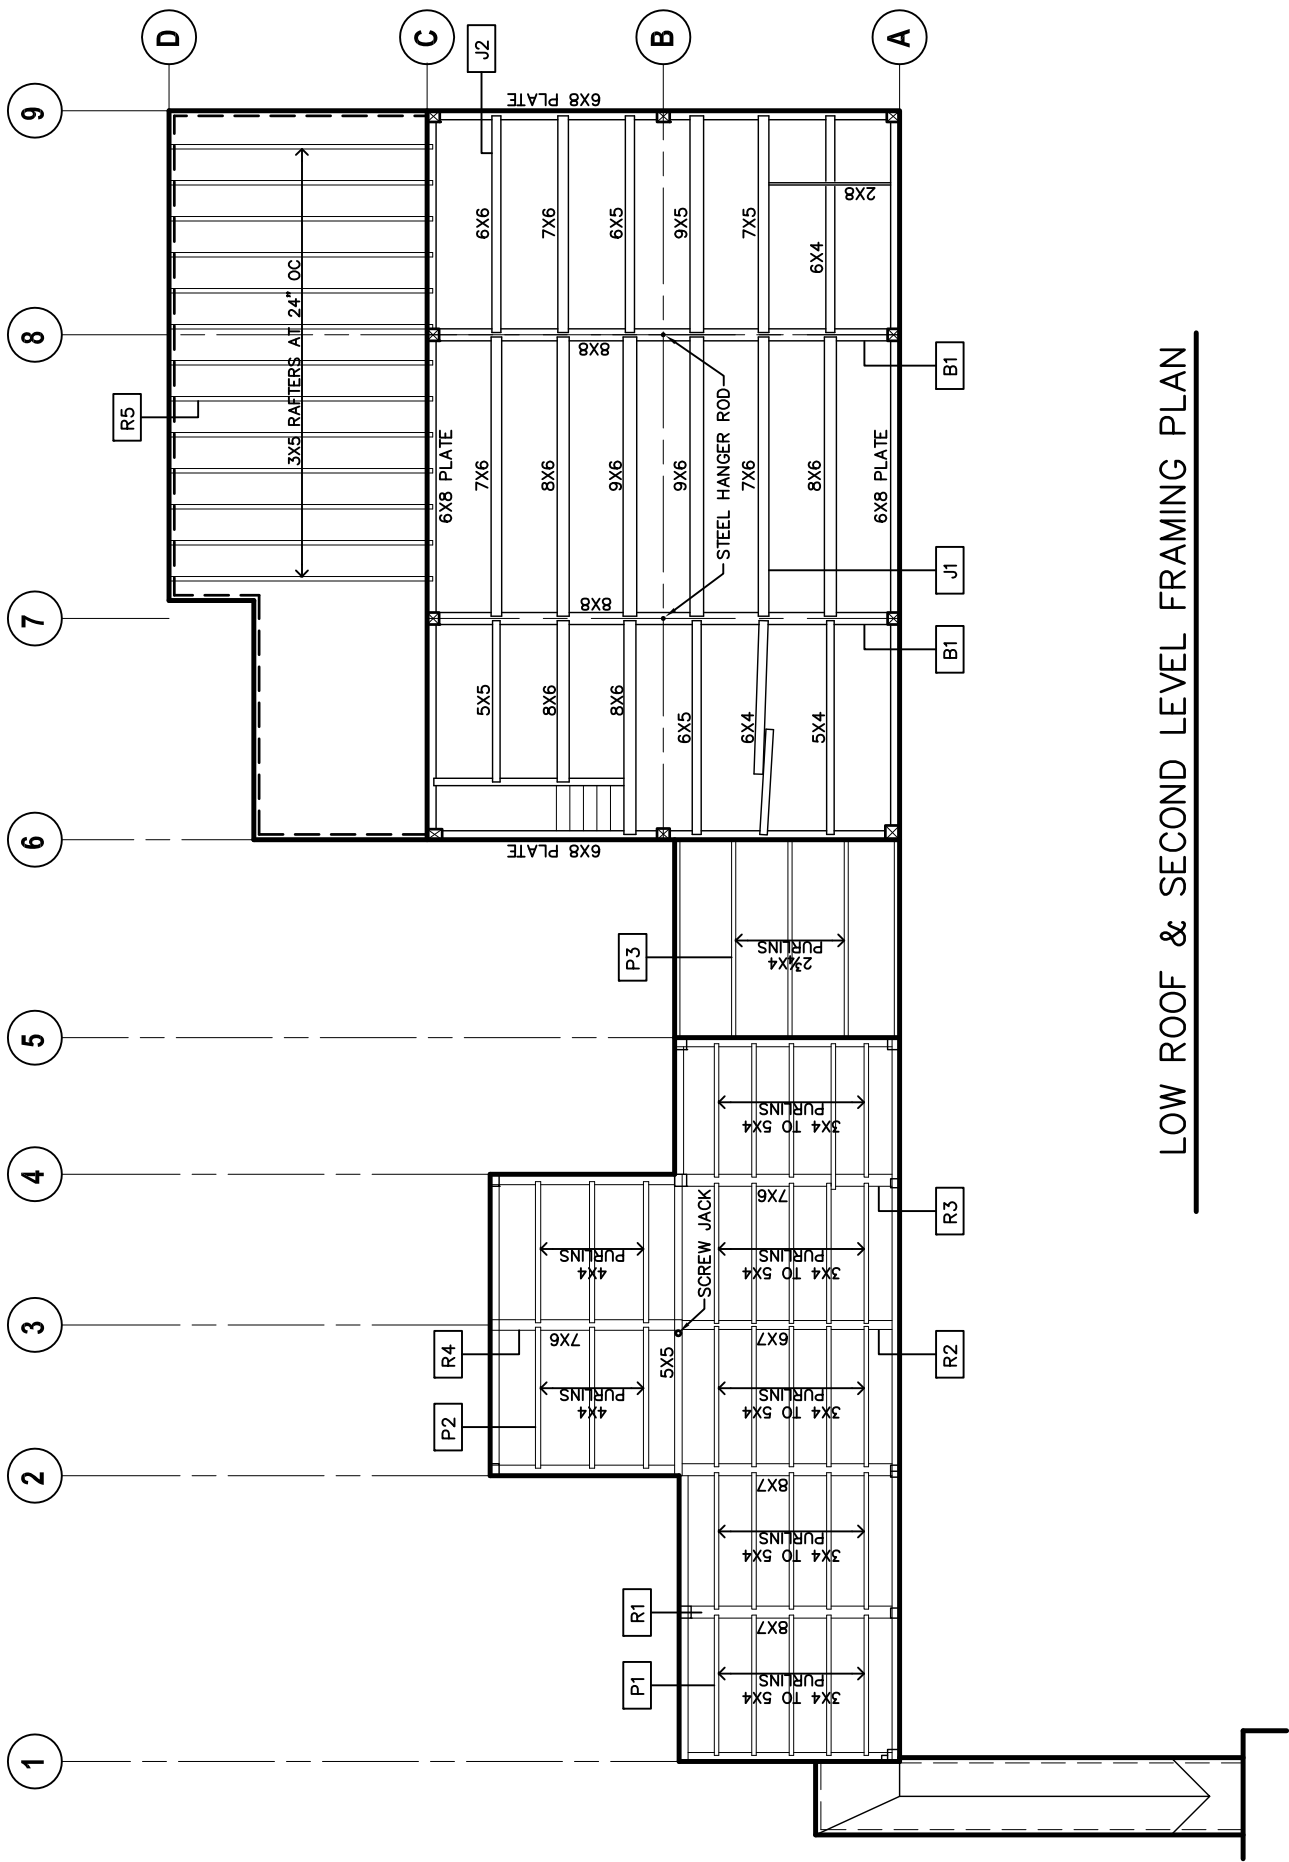 1
2
3
4
5
6
7
8
9
D
C
B
A
R5
3X5 RAFTERS AT 24" OC
J2
6X8 PLATE
6X8 PLATE
6X8 PLATE
6X8 PLATE
5X5
8X6
8X6
6X5
6X4
5X4
8X8
7X6
8X6
9X6
9X6
7X6
8X6
8X8
6X6
7X6
6X5
9X5
7X5
6X4
2X8
STEEL HANGER ROD
B1
J1
B1
P3
2¾X4
PURLINS
P2
R4
4X4
PURLINS
7X6
4X4
PURLINS
5X5
SCREW JACK
P1
R1
3X4 TO 5X4
PURLINS
8X7
3X4 TO 5X4
PURLINS
8X7
3X4 TO 5X4
PURLINS
6X7
3X4 TO 5X4
PURLINS
7X6
3X4 TO 5X4
PURLINS
R2
R3
LOW ROOF & SECOND LEVEL FRAMING PLAN